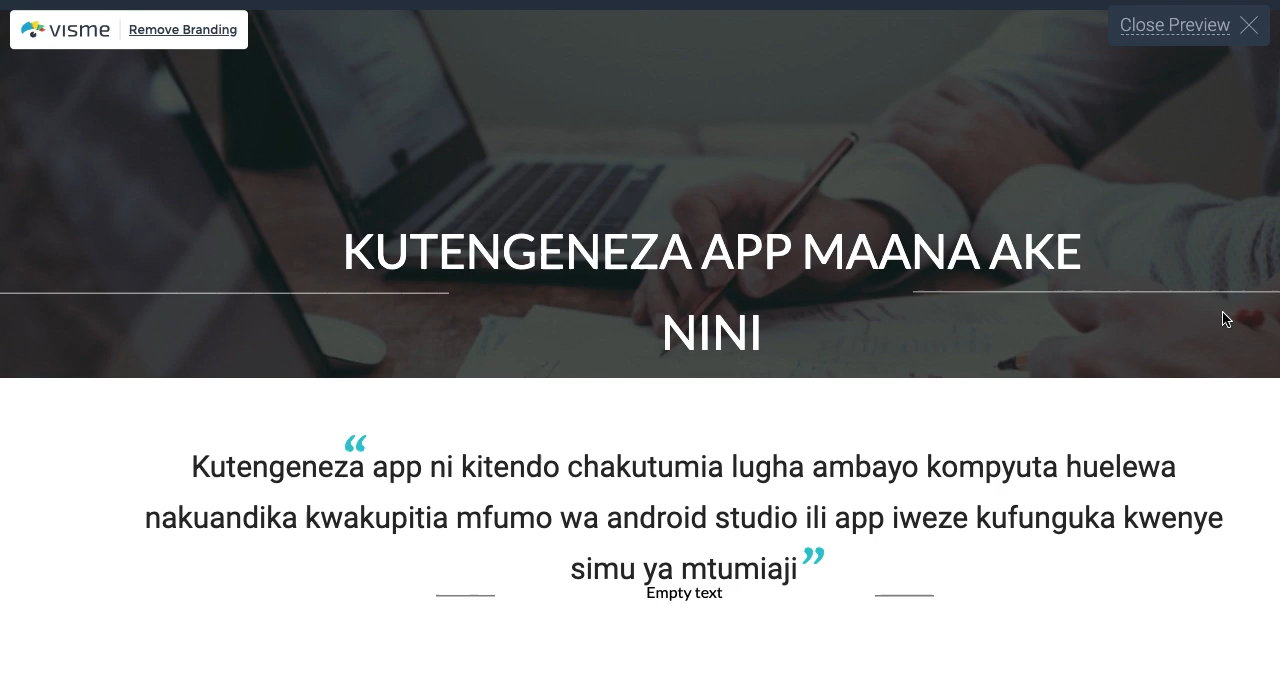 visme Remove Branding
Close Preview
KUTENGENEZA APP MAANA AKE
NINI
“
Kutengeneza app ni kitendo chakutumia lugha ambayo kompyuta huelewa
nakuandika kwakupitia mfumo wa android studio ili app iweze kufunguka kwenye
simu ya mtumiaji ”
Empty text